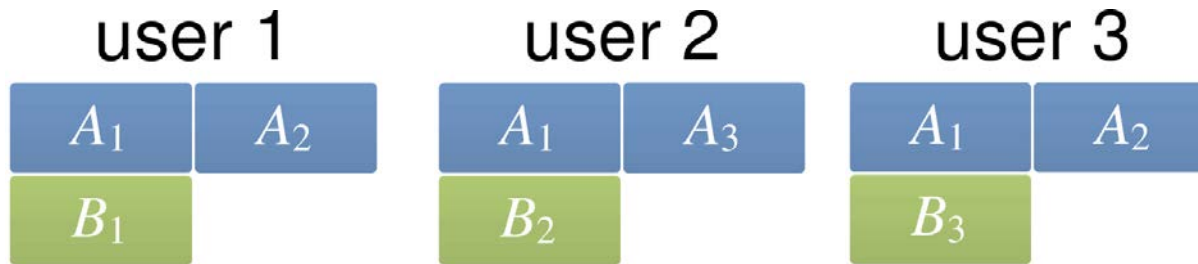 user 1 user 2 user 3
A₁ A₂ A₁ A₃ A₁ A₂
B₁ B₂ B₃